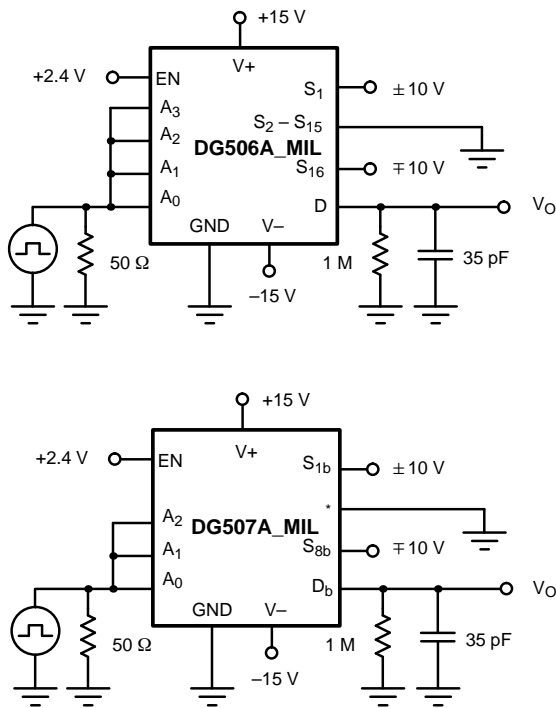 +15 V
V+
+2.4 V
EN
S1
± 10 V
A3
S2 – S15
A2
DG506A_MIL
A1
S16
∓ 10 V
A0
D
VO
GND
V–
50 Ω
1 M
35 pF
–15 V
+15 V
V+
+2.4 V
EN
S1b
± 10 V
*
A2
DG507A_MIL
A1
S8b
∓ 10 V
A0
Db
VO
GND
V–
50 Ω
1 M
35 pF
–15 V